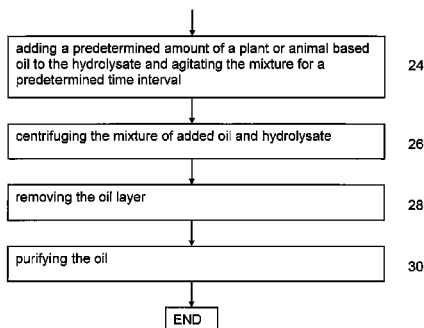 adding a predetermined amount of a plant or animal based
oil to the hydrolysate and agitating the mixture for a
predetermined time interval
24
centrifuging the mixture of added oil and hydrolysate
26
removing the oil layer
28
purifying the oil
30
END